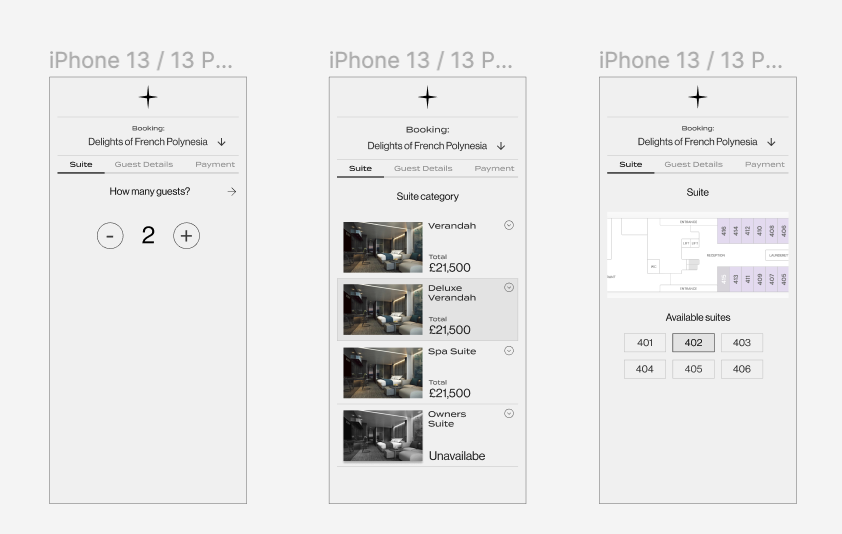 iPhone 13 / 13 P...
Booking:
Delights of French Polynesia
Suite Guest Details Payment
How many guests?
- 2 +
iPhone 13 / 13 P...
Booking:
Delights of French Polynesia
Suite Guest Details Payment
Suite category
Verandah
Total
£21,500
Deluxe
Verandah
Total
£21,500
Spa Suite
Total
£21,500
Owners
Suite
Unavailabe
iPhone 13 / 13 P...
Booking:
Delights of French Polynesia
Suite Guest Details Payment
Suite
ENTRANCE
416 414 412 410 408 406
LIFT LIFT
RECEPTION
WC
413 411 409 407 405
ENTRANCE
Available suites
401 402 403
404 405 406